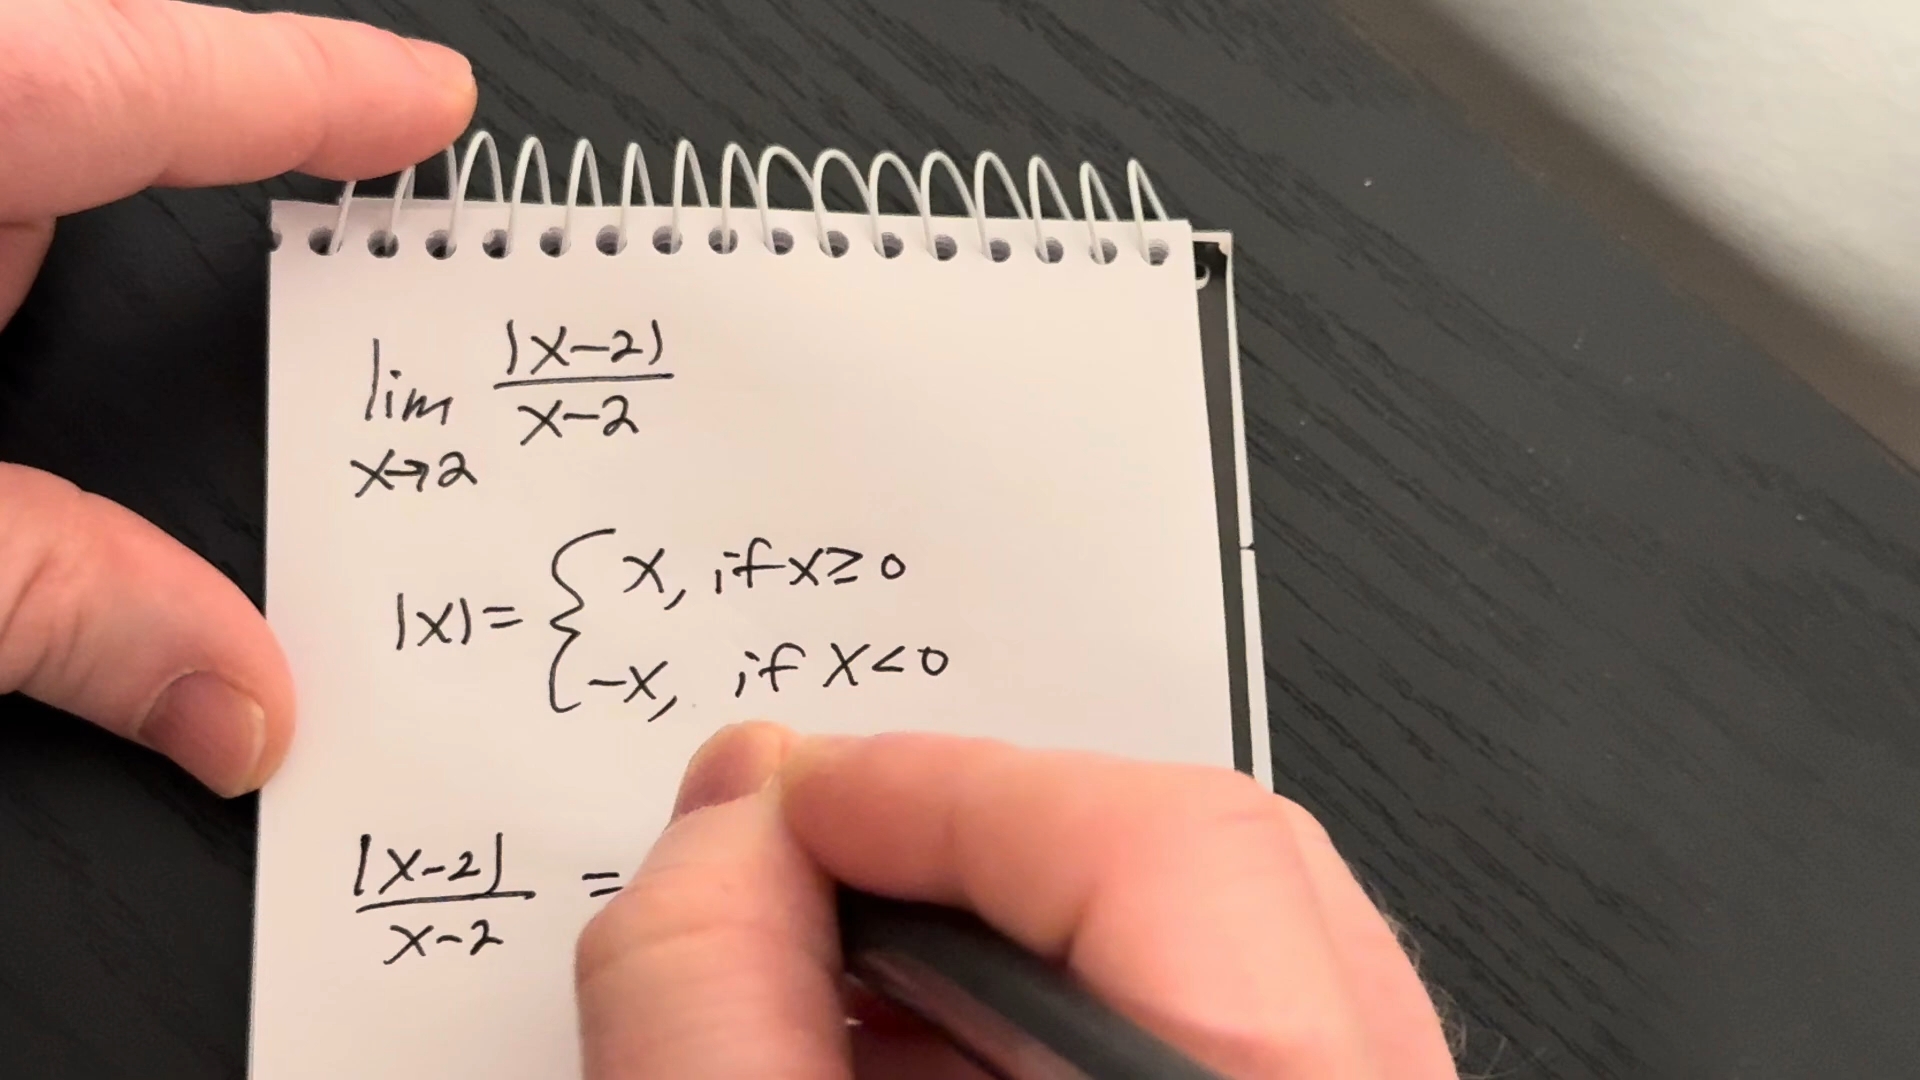 lim x→2 |x-2| / x-2
|x| = { x, if x ≥ 0
-x, if x < 0
|x-2| / x-2 =